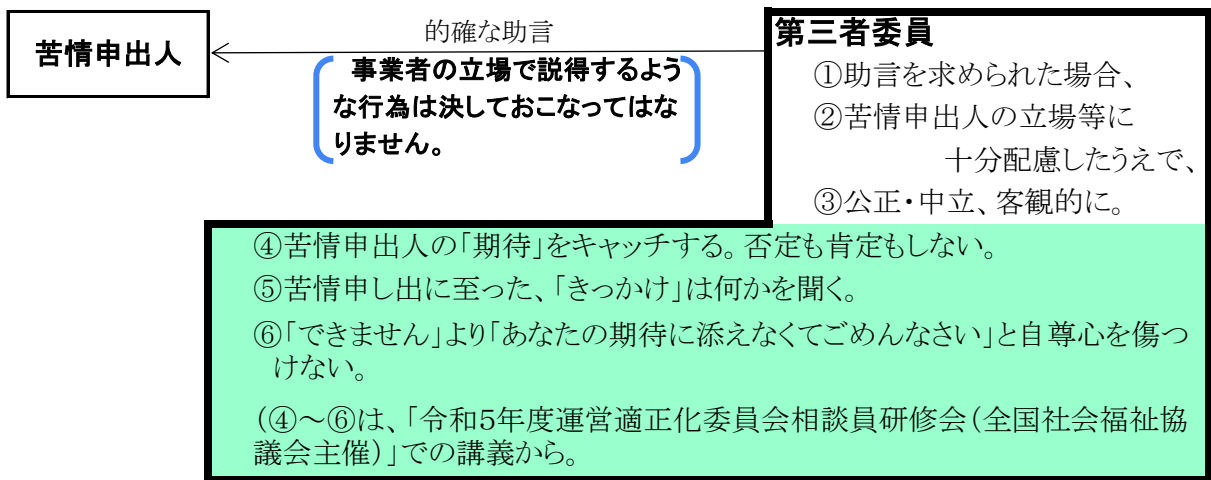 苦情申出人
的確な助言
事業者の立場で説得するよう
な行為は決しておこなってはな
りません。
第三者委員
①助言を求められた場合、
②苦情申出人の立場等に
十分配慮したうえで、
③公正・中立、客観的に。
④苦情申出人の「期待」をキャッチする。否定も肯定もしない。
⑤苦情申し出に至った、「きっかけ」は何かを聞く。
⑥「できません」より「あなたの期待に添えなくてごめんなさい」と自尊心を傷つ
けない。
(④～⑥は、「令和5年度運営適正化委員会相談員研修会(全国社会福祉協
議会主催)」での講義から。